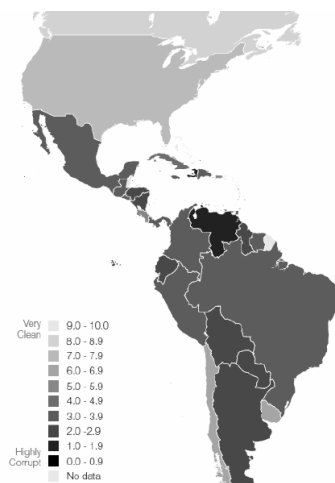 Very
Clean
9.0 - 10.0
8.0 - 8.9
7.0 - 7.9
6.0 - 6.9
5.0 - 5.9
4.0 - 4.9
3.0 - 3.9
2.0 -2.9
1.0 - 1.9
0.0 - 0.9
Highly
Corrupt
No data